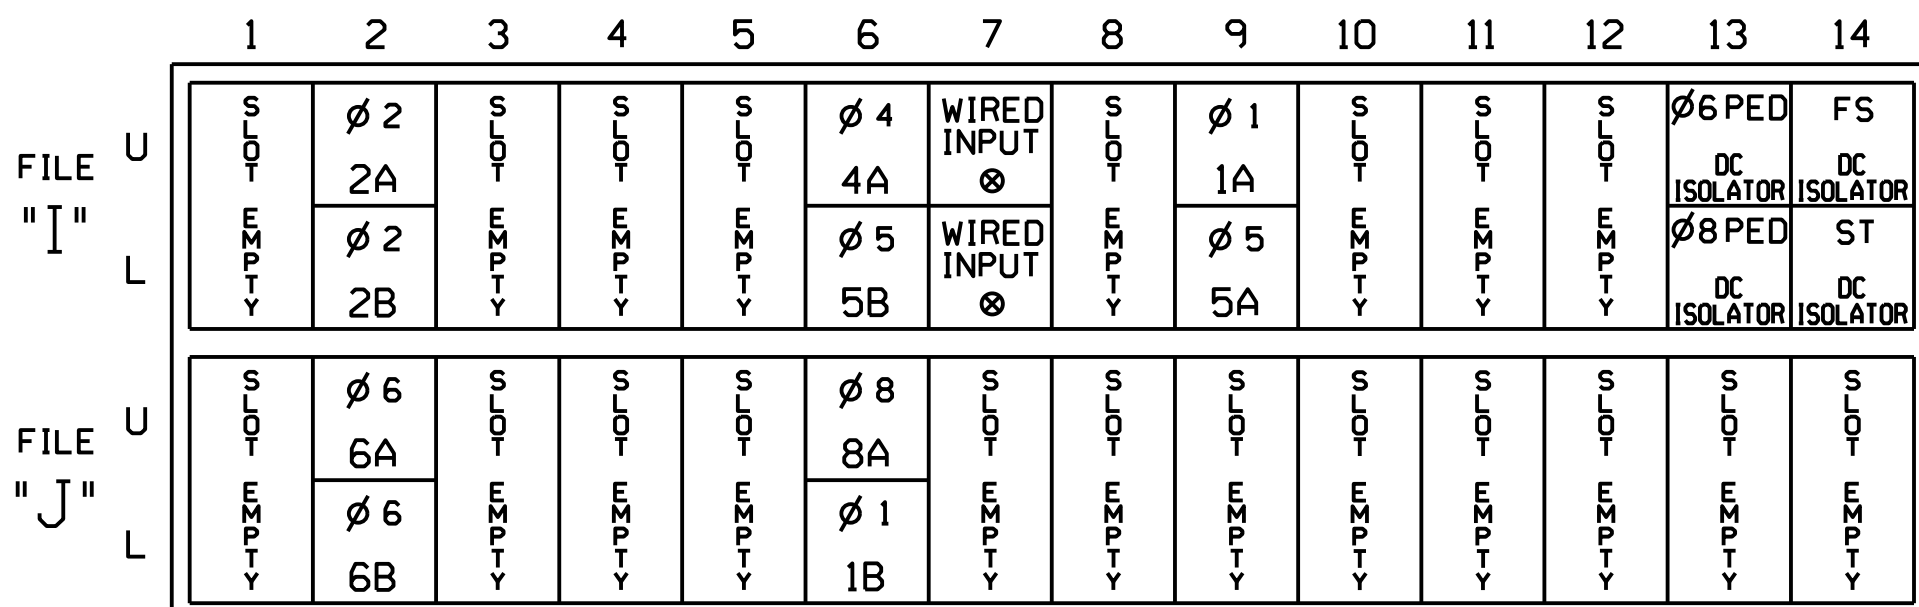 1 2 3 4 5 6 7 8 9 10 11 12 13 14
FILE "I"
U
L
SLOT EMPTY
Ø 2
2A
Ø 2
2B
SLOT EMPTY
SLOT EMPTY
SLOT EMPTY
Ø 4
4A
Ø 5
5B
WIRED
INPUT
⊗
WIRED
INPUT
⊗
SLOT EMPTY
Ø 1
1A
Ø 5
5A
SLOT EMPTY
SLOT EMPTY
SLOT EMPTY
Ø6 PED
DC
ISOLATOR
Ø8 PED
DC
ISOLATOR
FS
DC
ISOLATOR
ST
DC
ISOLATOR
FILE "J"
U
L
SLOT EMPTY
Ø 6
6A
Ø 6
6B
SLOT EMPTY
SLOT EMPTY
SLOT EMPTY
Ø 8
8A
Ø 1
1B
SLOT EMPTY
SLOT EMPTY
SLOT EMPTY
SLOT EMPTY
SLOT EMPTY
SLOT EMPTY
SLOT EMPTY
SLOT EMPTY